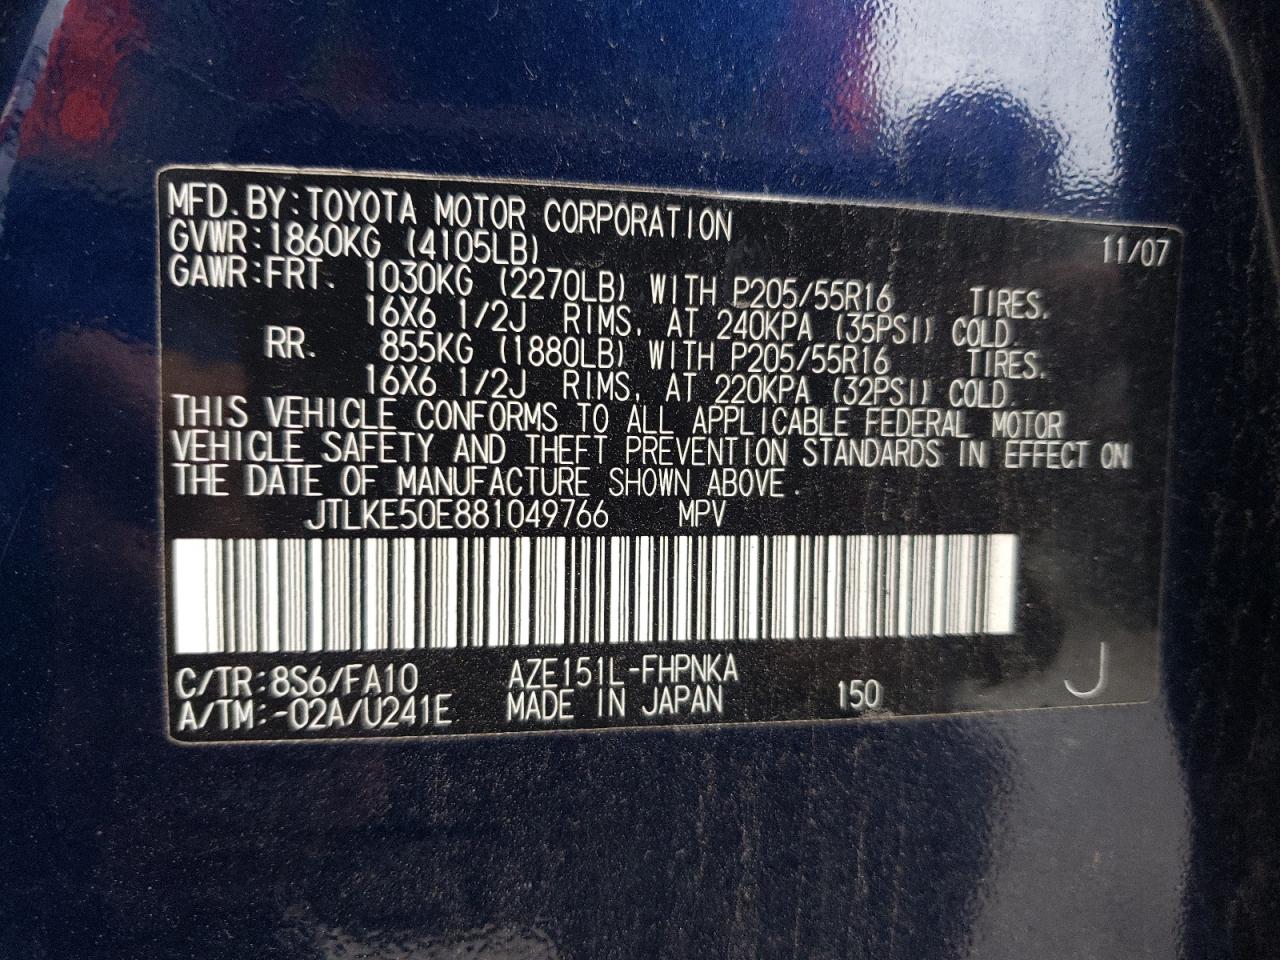 MFD. BY: TOYOTA MOTOR CORPORATION 11/07
GVWR: 1860KG (4105LB)
GAWR: FRT. 1030KG (2270LB) WITH P205/55R16 TIRES.
16X6 1/2J RIMS, AT 240KPA (35PSI) COLD.
RR. 855KG (1880LB) WITH P205/55R16 TIRES.
16X6 1/2J RIMS, AT 220KPA (32PSI) COLD.
THIS VEHICLE CONFORMS TO ALL APPLICABLE FEDERAL MOTOR
VEHICLE SAFETY AND THEFT PREVENTION STANDARDS IN EFFECT ON
THE DATE OF MANUFACTURE SHOWN ABOVE.
JTLKE50E881049766 MPV
C/TR: 8S6/FA10 AZE151L-FHPNKA
A/TM: -02A/U241E MADE IN JAPAN 150 J